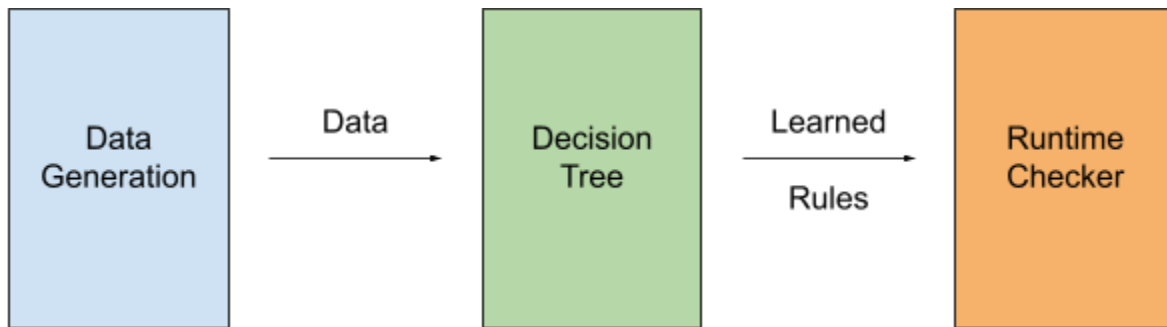 Data
Generation
Data
Decision
Tree
Learned
Rules
Runtime
Checker